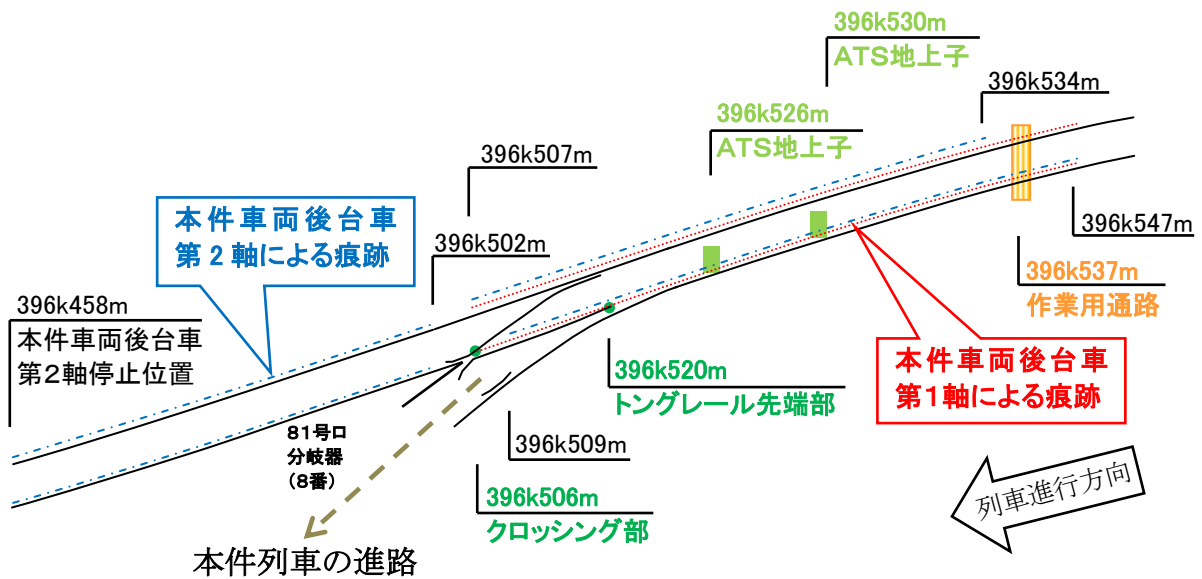 396k530m
ATS地上子
396k534m
396k526m
ATS地上子
396k507m
本件車両後台車
第2軸による痕跡
396k502m
396k547m
396k537m
作業用通路
396k458m
本件車両後台車
第2軸停止位置
本件車両後台車
第1軸による痕跡
396k520m
トングレール先端部
81号ロ
分岐器
(8番)
396k509m
396k506m
クロッシング部
列車進行方向
本件列車の進路